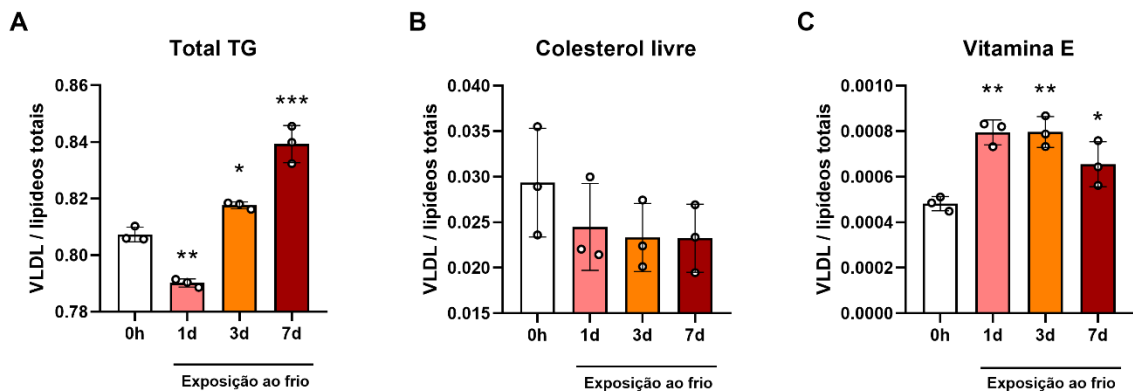 A
Total TG
VLDL / lipídeos totais
0.86
0.84
0.82
0.80
0.78
**
*
***
0h 1d 3d 7d
Exposição ao frio
B
Colesterol livre
VLDL / lipídeos totais
0.040
0.035
0.030
0.025
0.020
0.015
0h 1d 3d 7d
Exposição ao frio
C
Vitamina E
VLDL / lipídeos totais
0.0010
0.0008
0.0006
0.0004
0.0002
0.0000
** ** *
0h 1d 3d 7d
Exposição ao frio